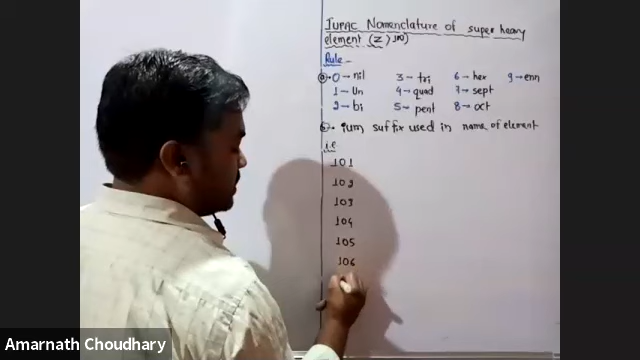 IUPAC Nomenclature of super heavy
element (Z > 100)
Rule -
(a) • 0 → nil 3 → tri 6 → hex 9 → enn
1 → Un 4 → quad 7 → sept
2 → bi 5 → pent 8 → oct
• ium suffix used in name of element
i.e
101
102
103
104
105
106
Amarnath Choudhary